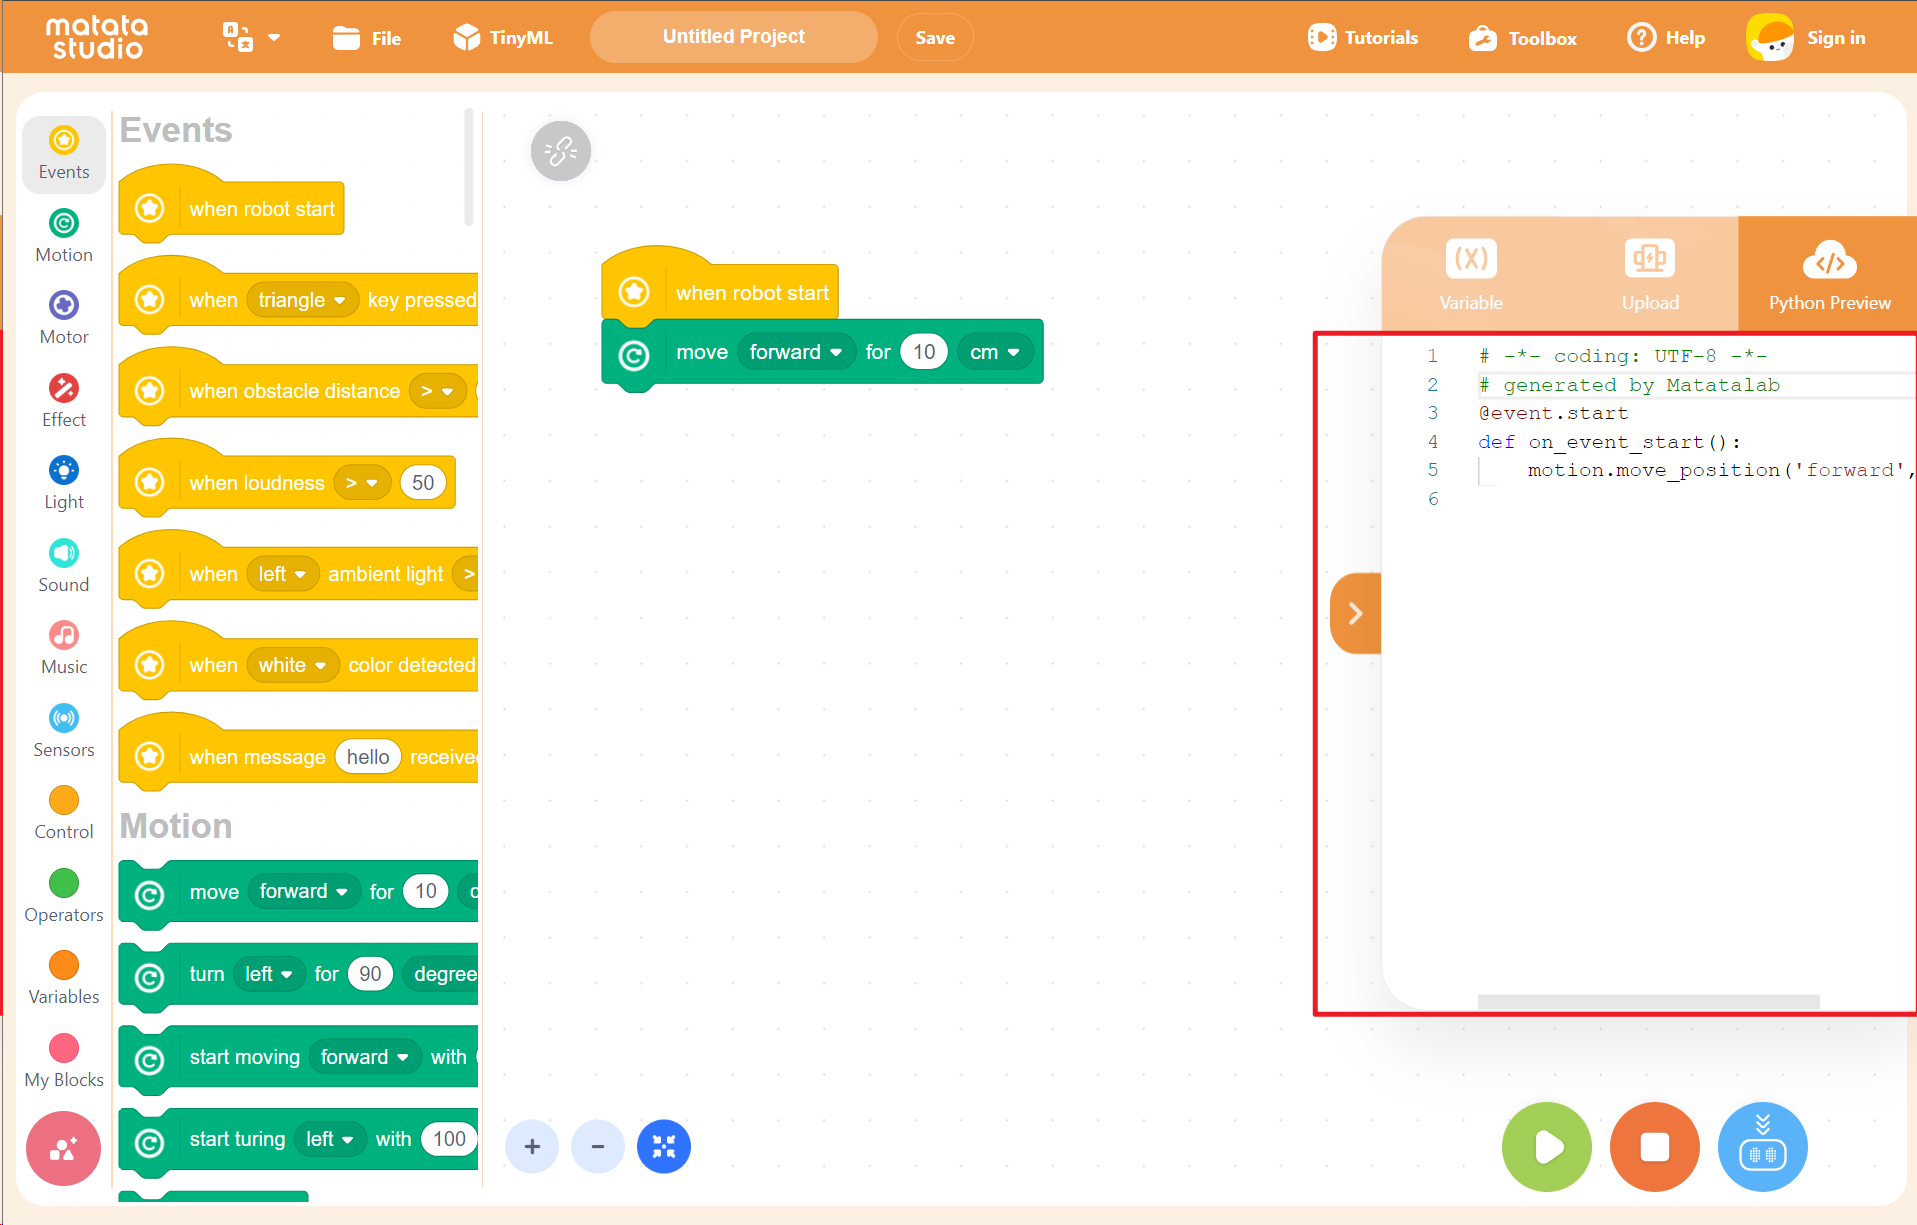 matata studio
File
TinyML
Untitled Project
Save
Tutorials
Toolbox
Help
Sign in
Events
Motion
Motor
Effect
Light
Sound
Music
Sensors
Control
Operators
Variables
My Blocks
Events
when robot start
when triangle key pressed
when obstacle distance >
when loudness > 50
when left ambient light >
when white color detected
when message hello receive
Motion
move forward for 10 c
turn left for 90 degree
start moving forward with
start turing left with 100
when robot start
move forward for 10 cm
Variable
Upload
Python Preview
1 # -*- coding: UTF-8 -*-
2 # generated by Matatalab
3 @event.start
4 def on_event_start():
5 motion.move_position('forward',
6